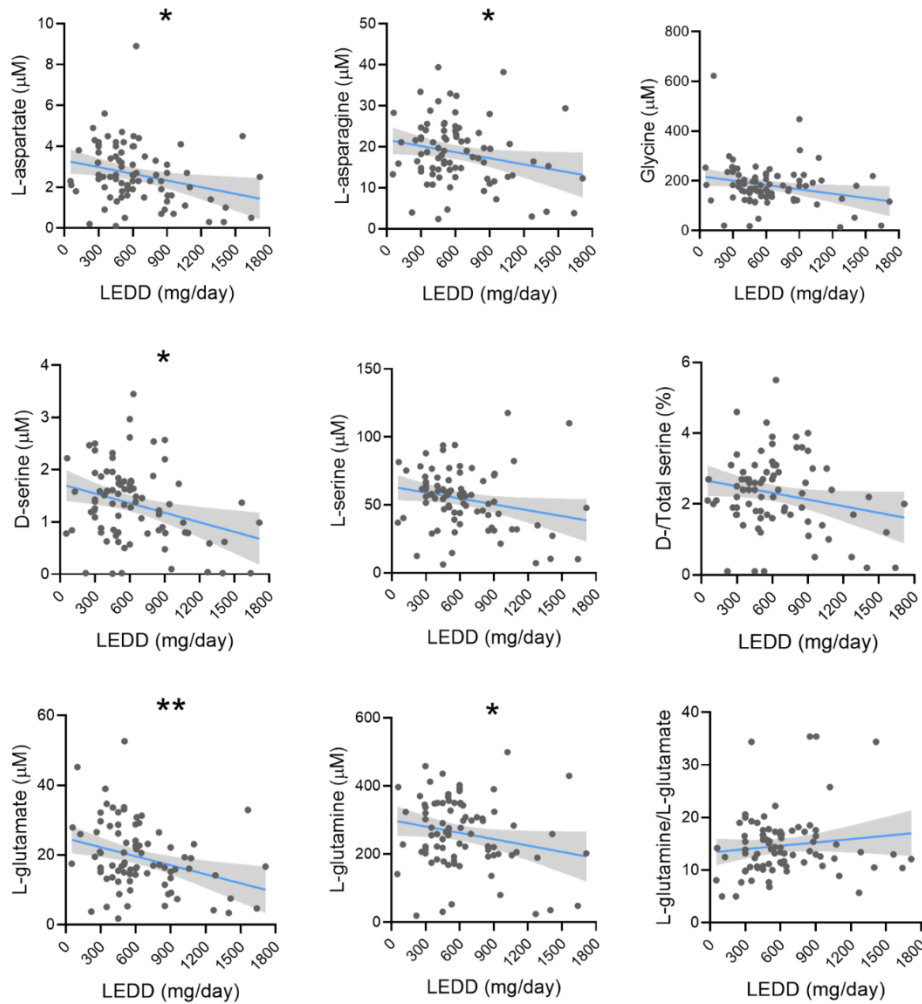 *
L-aspartate (μM)
10
8
6
4
2
0
0 300 600 900 1200 1500 1800
LEDD (mg/day)
*
L-asparagine (μM)
50
40
30
20
10
0
0 300 600 900 1200 1500 1800
LEDD (mg/day)
Glycine (μM)
800
600
400
200
0
0 300 600 900 1200 1500 1800
LEDD (mg/day)
*
D-serine (μM)
4
3
2
1
0
0 300 600 900 1200 1500 1800
LEDD (mg/day)
L-serine (μM)
150
100
50
0
0 300 600 900 1200 1500 1800
LEDD (mg/day)
D-/Total serine (%)
6
4
2
0
0 300 600 900 1200 1500 1800
LEDD (mg/day)
**
L-glutamate (μM)
60
40
20
0
0 300 600 900 1200 1500 1800
LEDD (mg/day)
*
L-glutamine (μM)
600
400
200
0
0 300 600 900 1200 1500 1800
LEDD (mg/day)
L-glutamine/L-glutamate
40
30
20
10
0
0 300 600 900 1200 1500 1800
LEDD (mg/day)